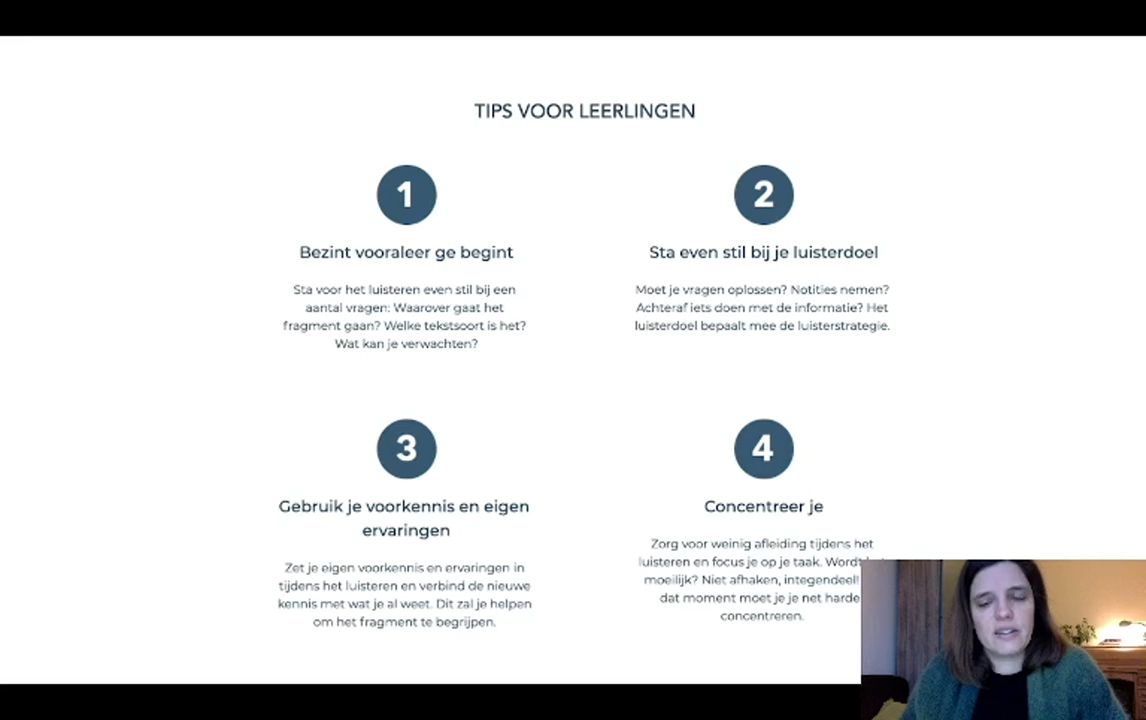 TIPS VOOR LEERLINGEN
1
Bezint vooraleer ge begint
Sta voor het luisteren even stil bij een
aantal vragen: Waarover gaat het
fragment gaan? Welke tekstsoort is het?
Wat kan je verwachten?
2
Sta even stil bij je luisterdoel
Moet je vragen oplossen? Notities nemen?
Achteraf iets doen met de informatie? Het
luisterdoel bepaalt mee de luisterstrategie.
3
Gebruik je voorkennis en eigen
ervaringen
Zet je eigen voorkennis en ervaringen in
tijdens het luisteren en verbind de nieuwe
kennis met wat je al weet. Dit zal je helpen
om het fragment te begrijpen.
4
Concentreer je
Zorg voor weinig afleiding tijdens het
luisteren en focus je op je taak. Wordt
moeilijk? Niet afhaken, integendeel!
dat moment moet je je net harde
concentreren.